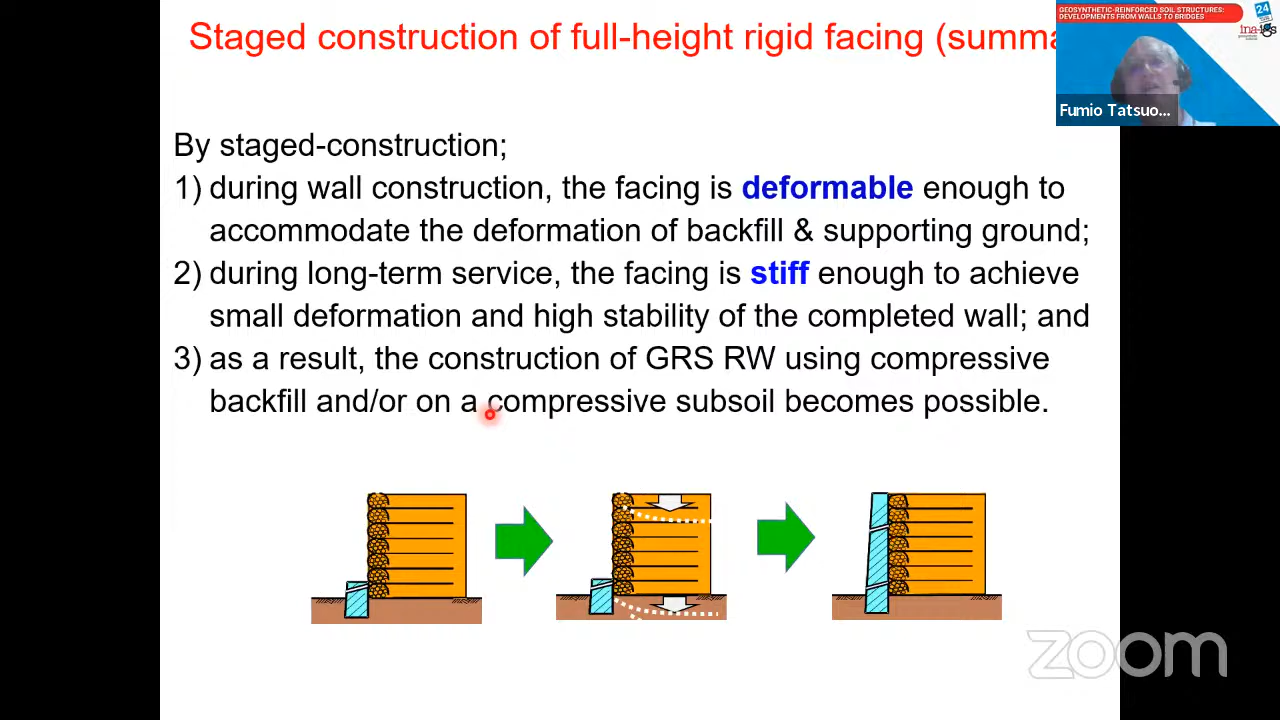 Staged construction of full-height rigid facing (summa
GEOSYNTHETIC-REINFORCED SOIL STRUCTURES:
DEVELOPMENTS FROM WALLS TO BRIDGES
24
ina-igs
Fumio Tatsuo...
By staged-construction;
1) during wall construction, the facing is deformable enough to
accommodate the deformation of backfill & supporting ground;
2) during long-term service, the facing is stiff enough to achieve
small deformation and high stability of the completed wall; and
3) as a result, the construction of GRS RW using compressive
backfill and/or on a compressive subsoil becomes possible.
zoom